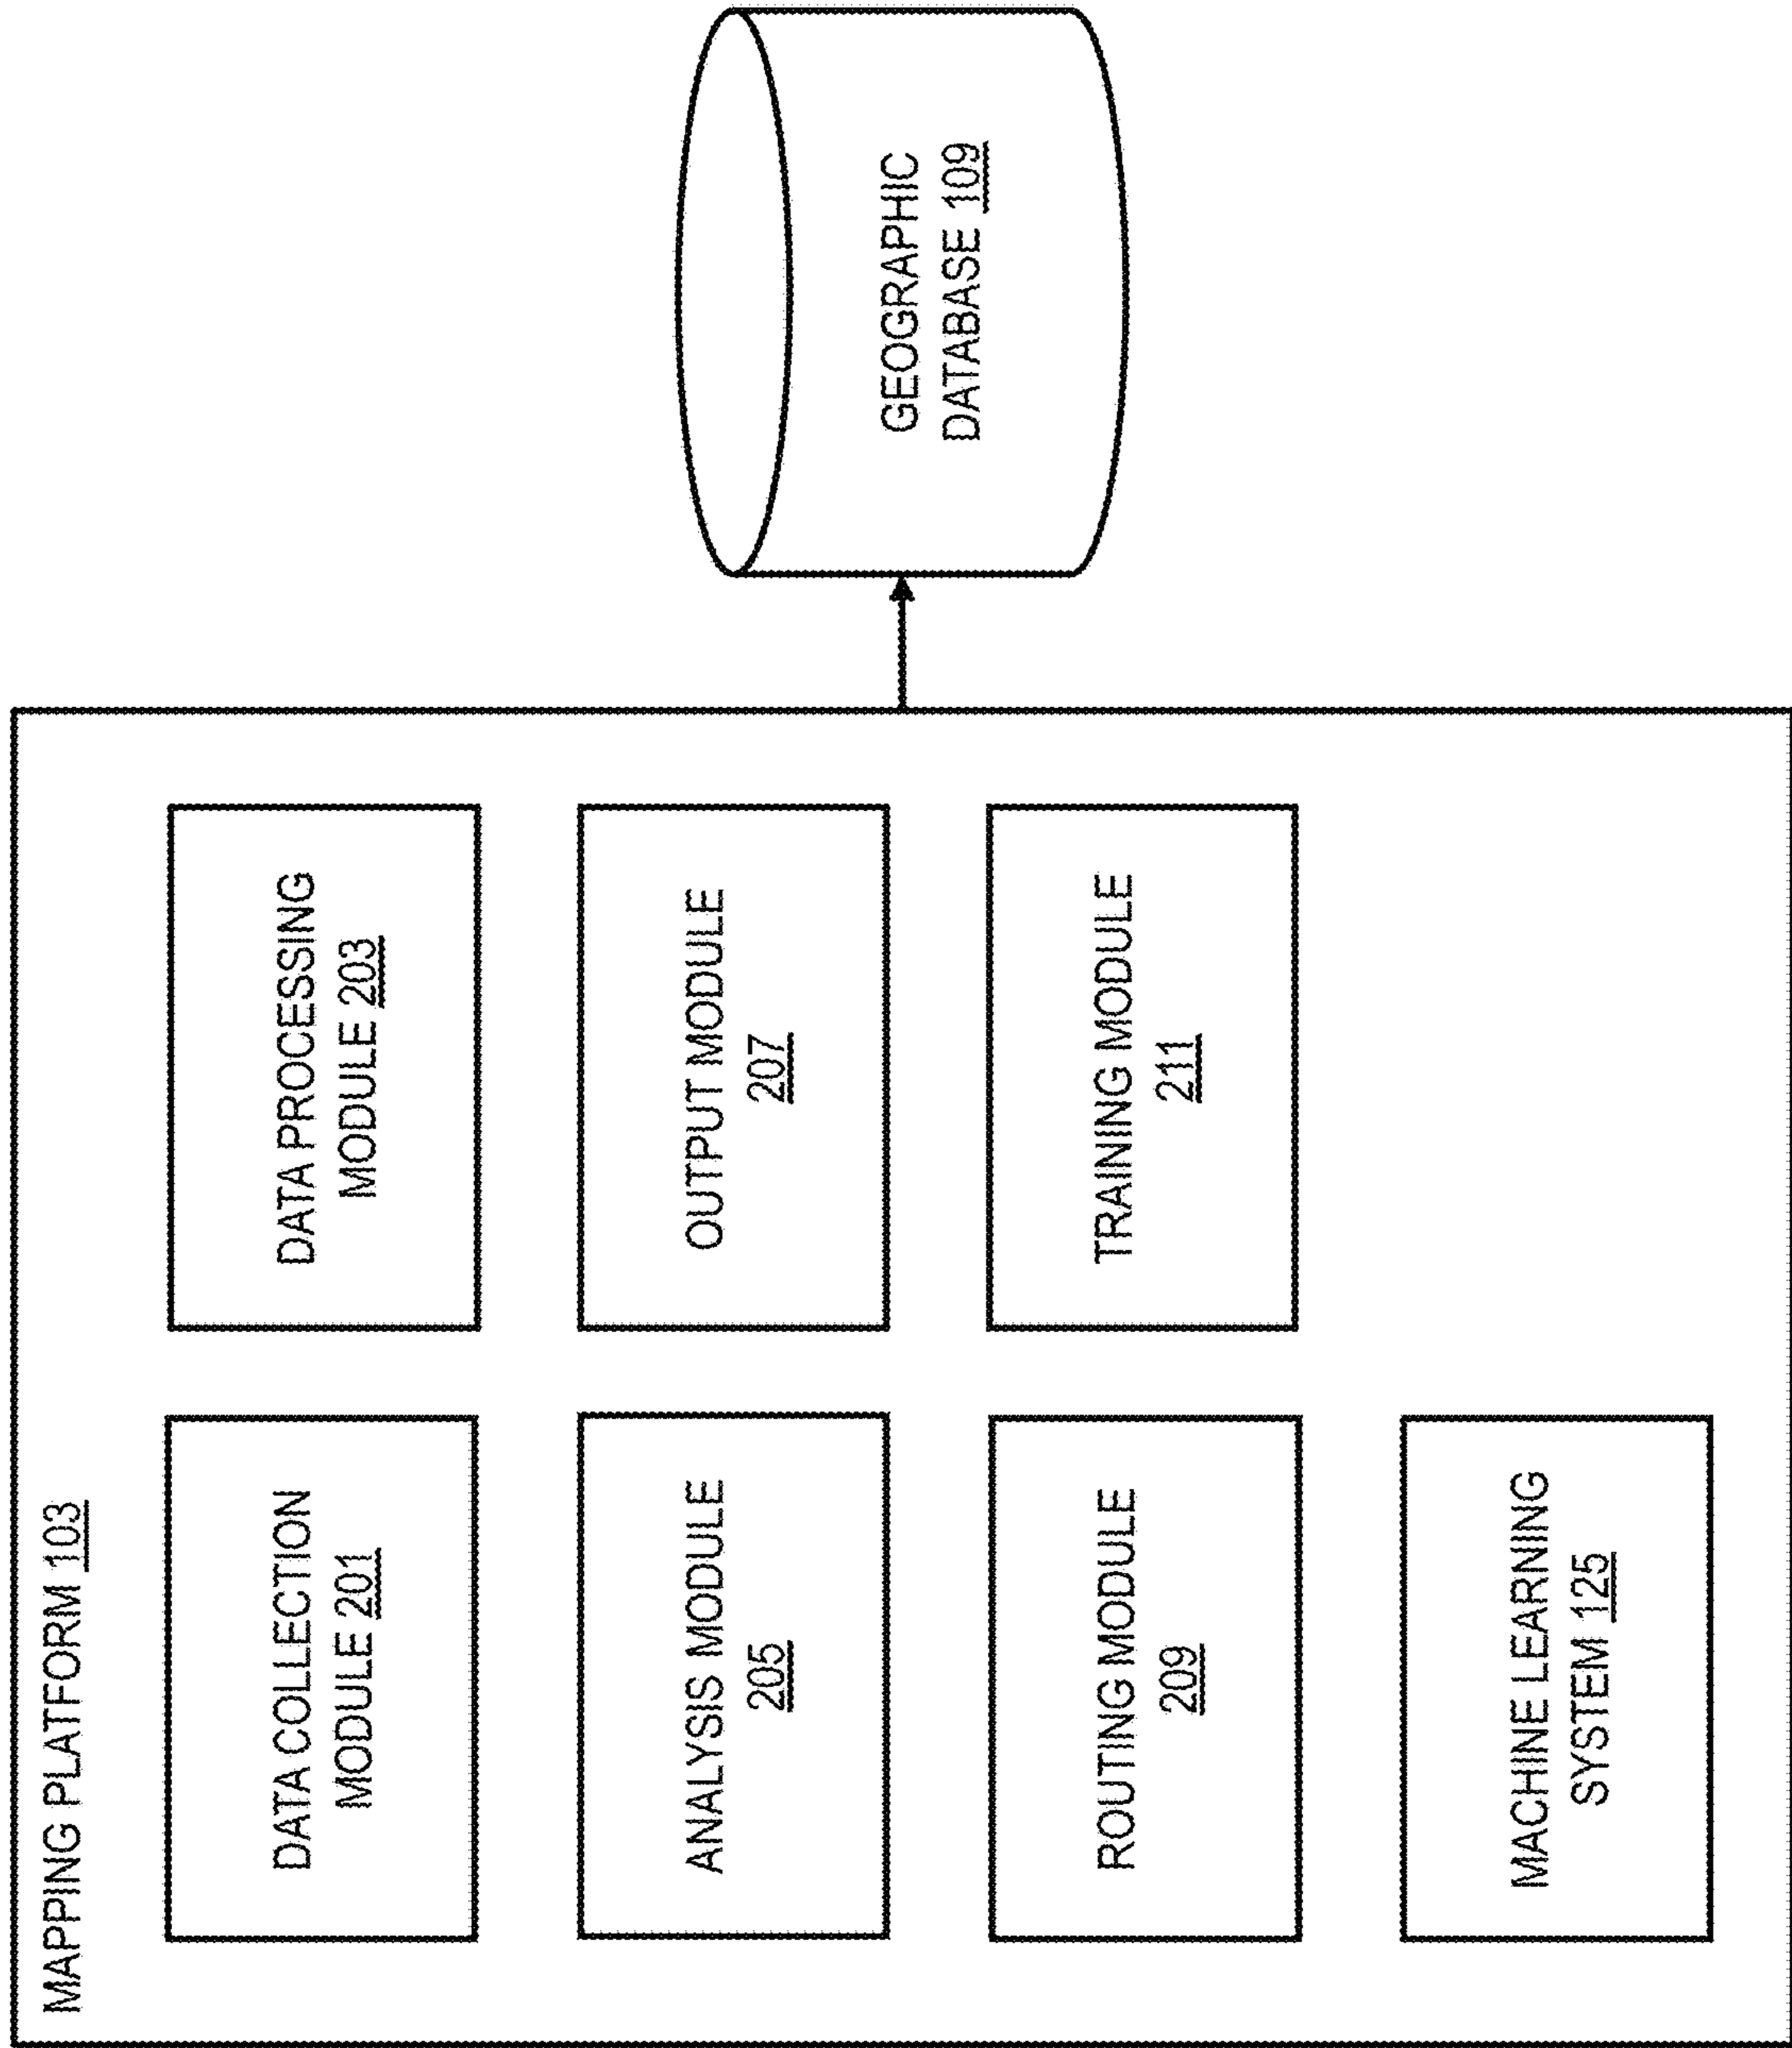 MAPPING PLATFORM 103
DATA COLLECTION
MODULE 201
DATA PROCESSING
MODULE 203
ANALYSIS MODULE
205
OUTPUT MODULE
207
ROUTING MODULE
209
TRAINING MODULE
211
MACHINE LEARNING
SYSTEM 125
GEOGRAPHIC
DATABASE 109